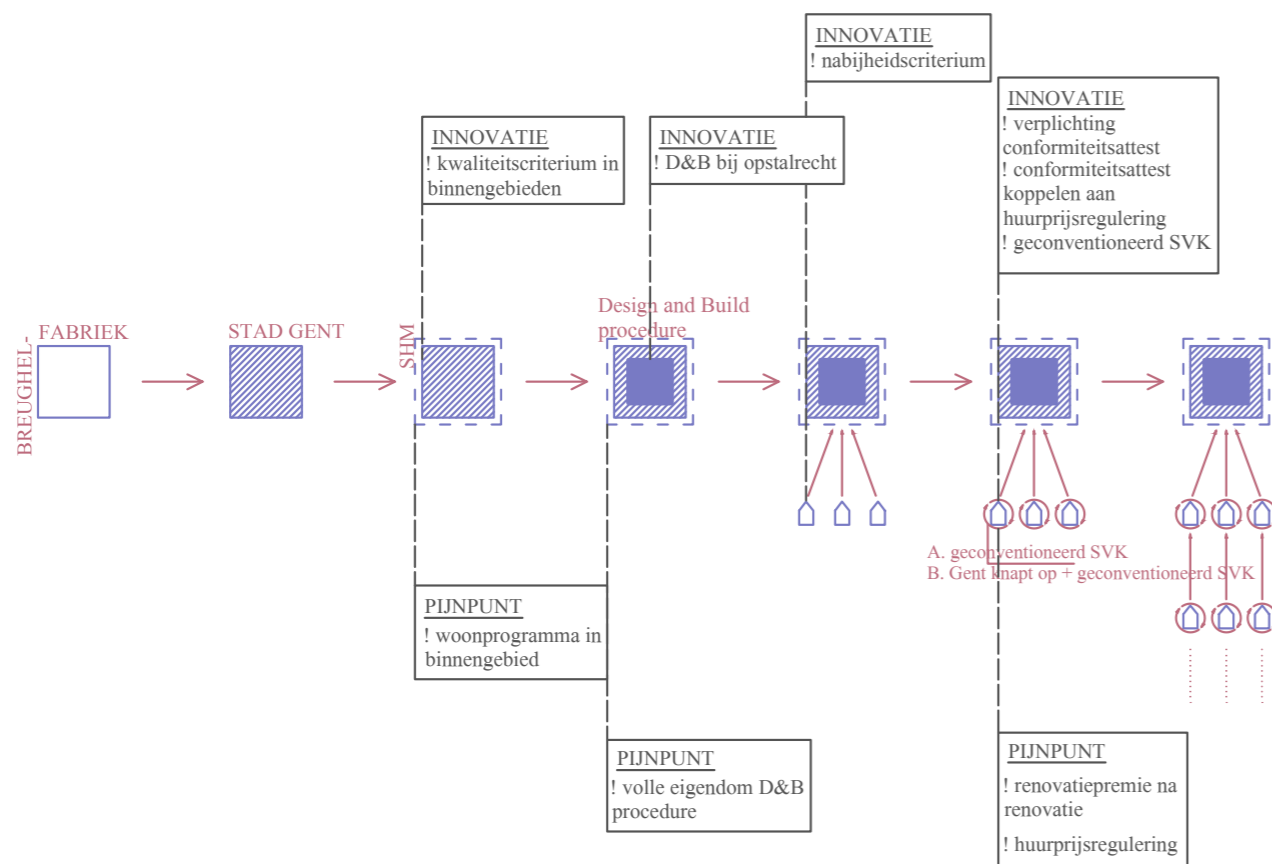 INNOVATIE
! nabijheidscriterium
INNOVATIE
! verplichting
conformiteitsattest
! conformiteitsattest
koppelen aan
huurprijsregulering
! geconventioneerd SVK
INNOVATIE
! kwaliteitscriterium in
binnengebieden
INNOVATIE
! D&B bij opstalrecht
BREUGHEL-
FABRIEK
STAD GENT
SHM
Design and Build
procedure
A. geconventioneerd SVK
B. Gent knapt op + geconventioneerd SVK
PIJNPUNT
! woonprogramma in
binnengebied
PIJNPUNT
! volle eigendom D&B
procedure
PIJNPUNT
! renovatiepremie na
renovatie
! huurprijsregulering